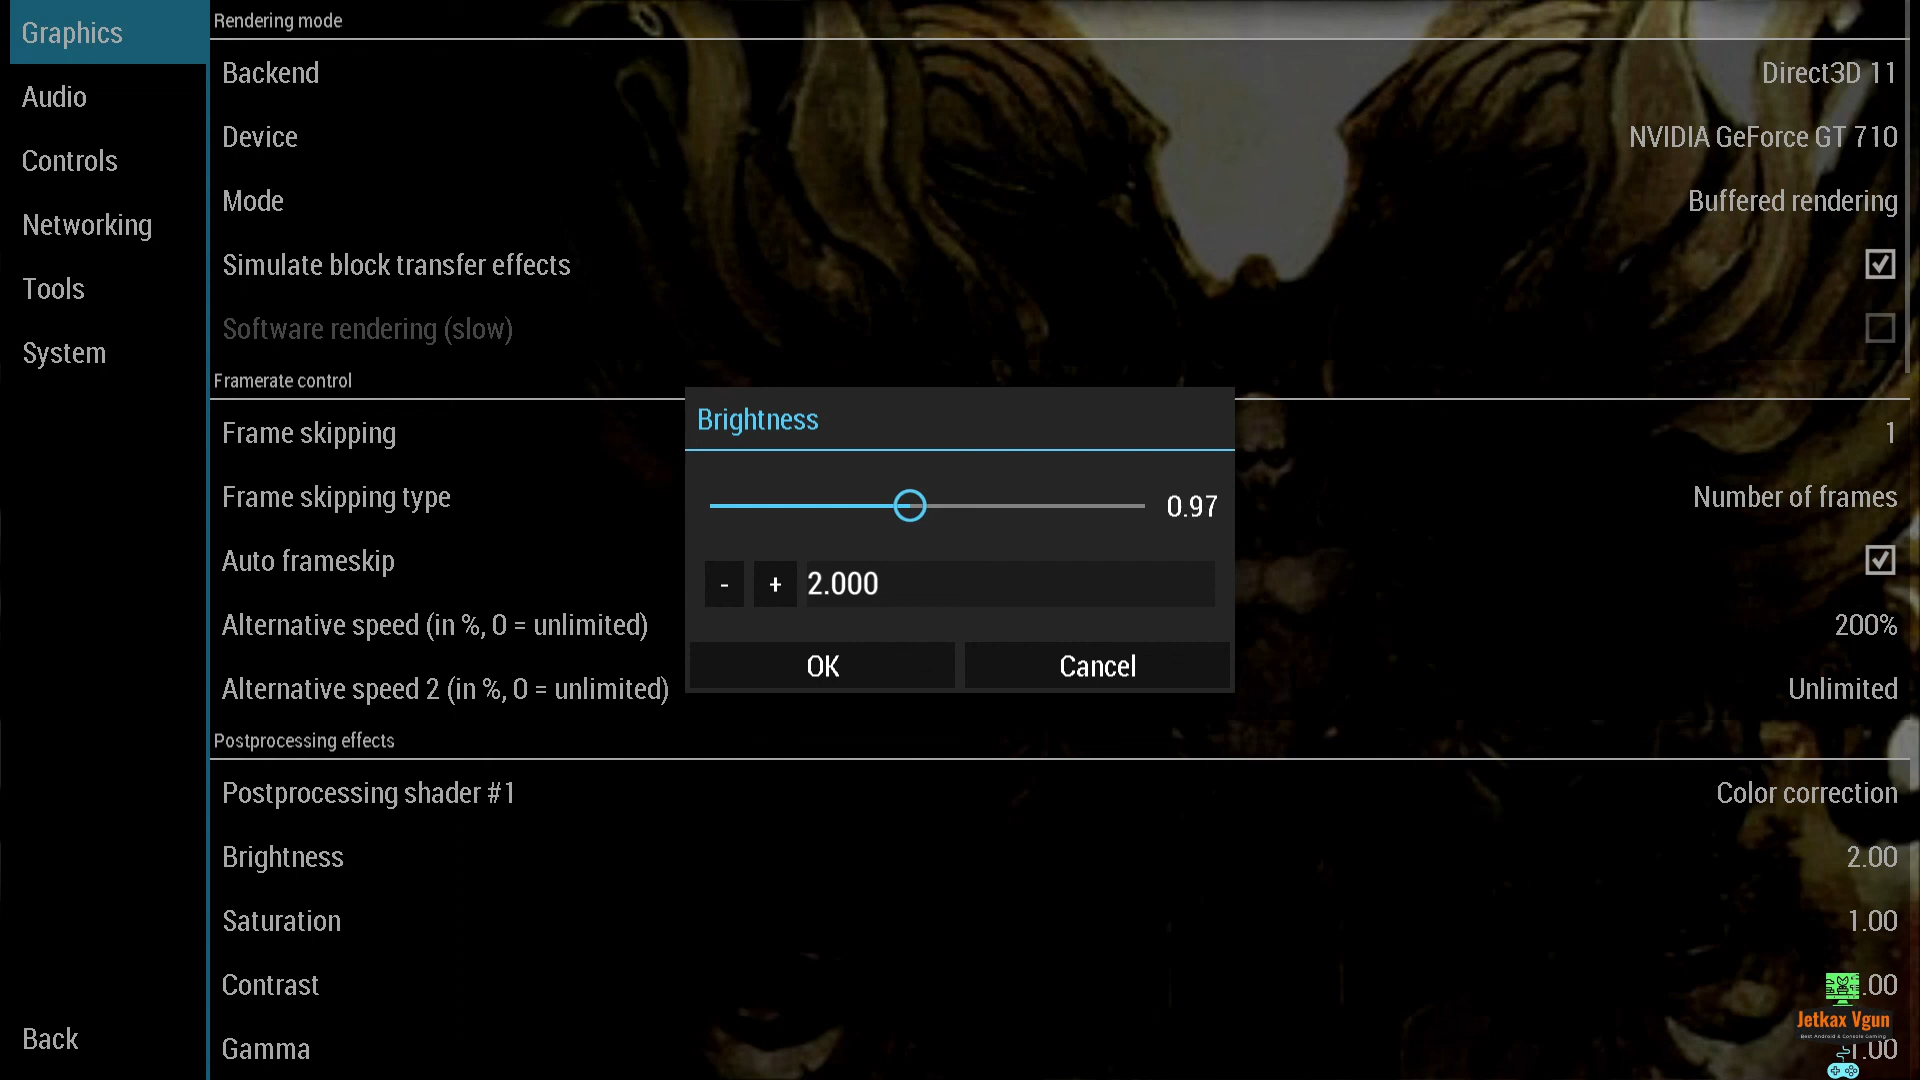 Graphics
Audio
Controls
Networking
Tools
System
Back
Rendering mode
Backend Direct3D 11
Device NVIDIA GeForce GT 710
Mode Buffered rendering
Simulate block transfer effects
Software rendering (slow)
Framerate control
Frame skipping 1
Frame skipping type Number of frames
Auto frameskip
Alternative speed (in %, 0 = unlimited) 200%
Alternative speed 2 (in %, 0 = unlimited) Unlimited
Postprocessing effects
Postprocessing shader #1 Color correction
Brightness 2.00
Saturation 1.00
Contrast .00
Gamma 1.00
Brightness
0.97
- + 2.000
OK Cancel
Jetkax Vgun
Best Android & Console Gaming